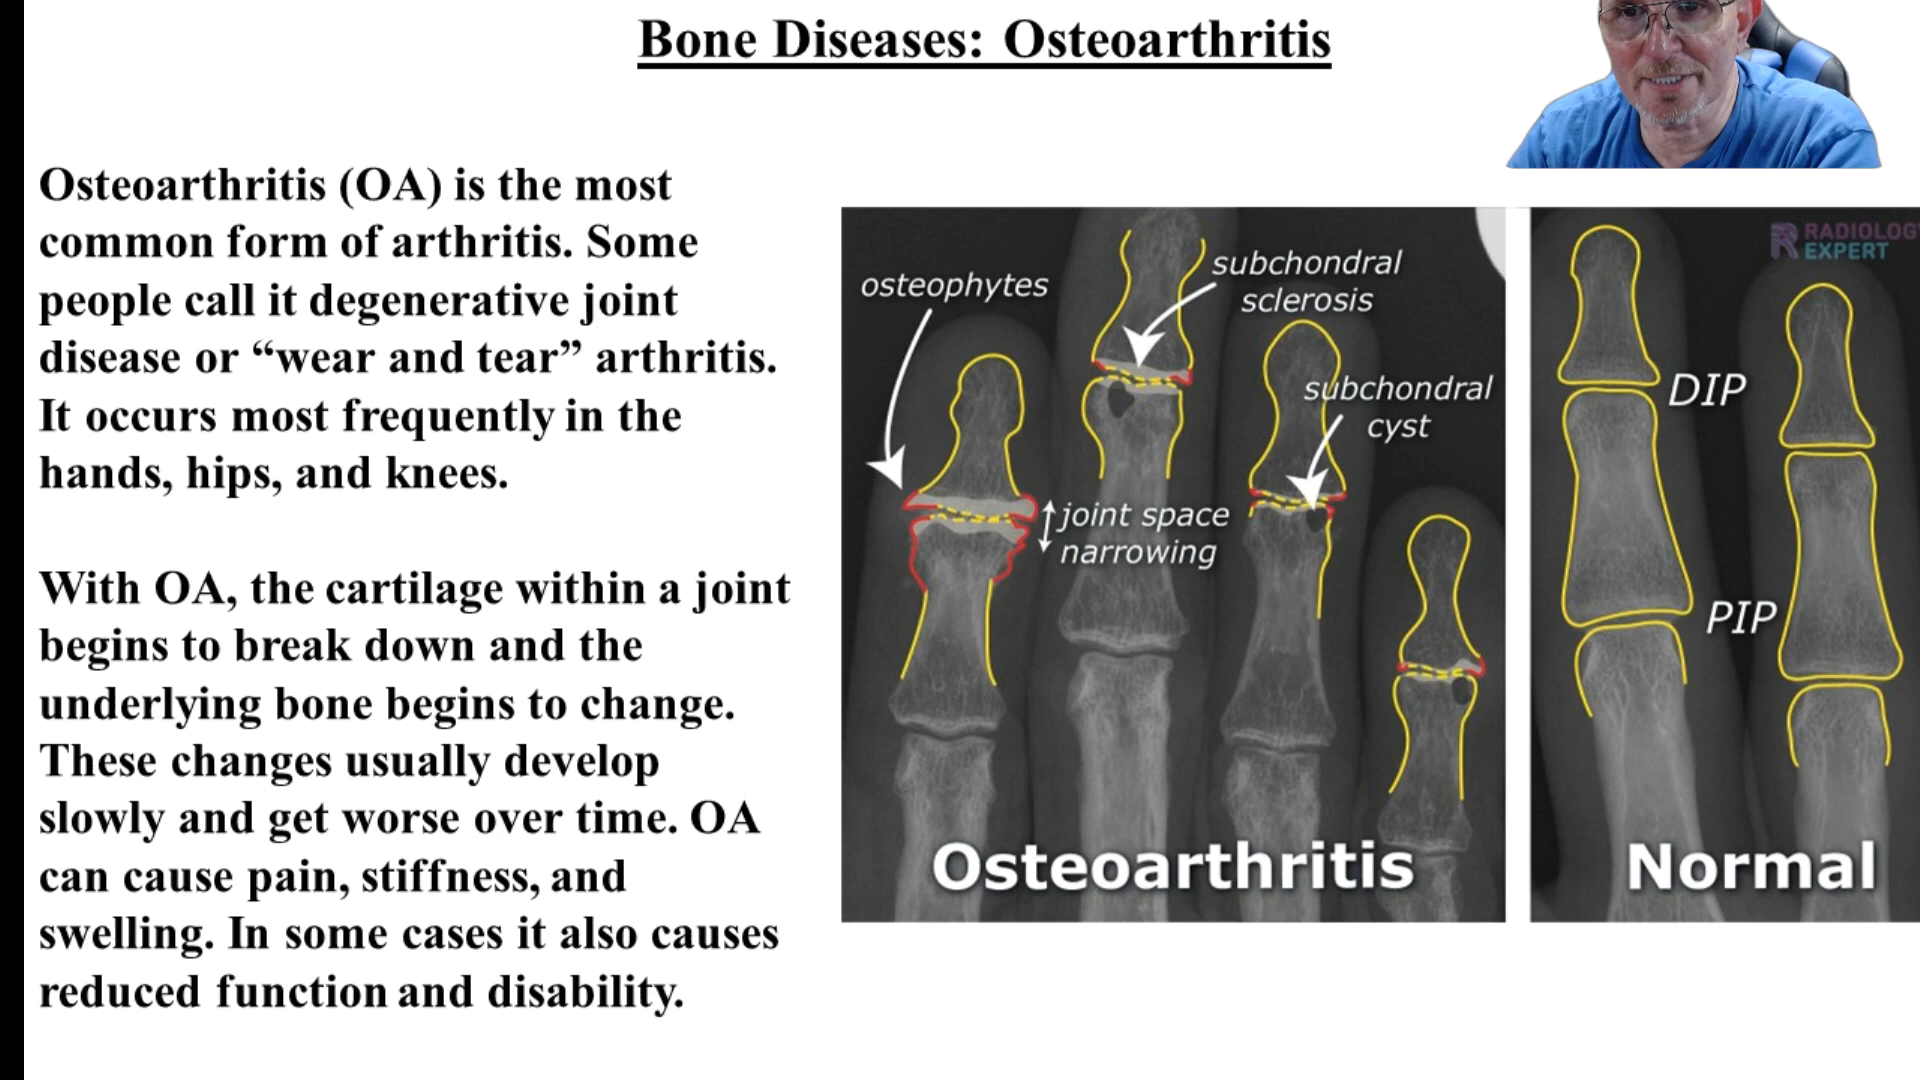 Bone Diseases: Osteoarthritis
Osteoarthritis (OA) is the most
common form of arthritis. Some
people call it degenerative joint
disease or “wear and tear” arthritis.
It occurs most frequently in the
hands, hips, and knees.
With OA, the cartilage within a joint
begins to break down and the
underlying bone begins to change.
These changes usually develop
slowly and get worse over time. OA
can cause pain, stiffness, and
swelling. In some cases it also causes
reduced function and disability.
osteophytes
subchondral
sclerosis
subchondral
cyst
joint space
narrowing
Osteoarthritis
RADIOLOGY
EXPERT
DIP
PIP
Normal